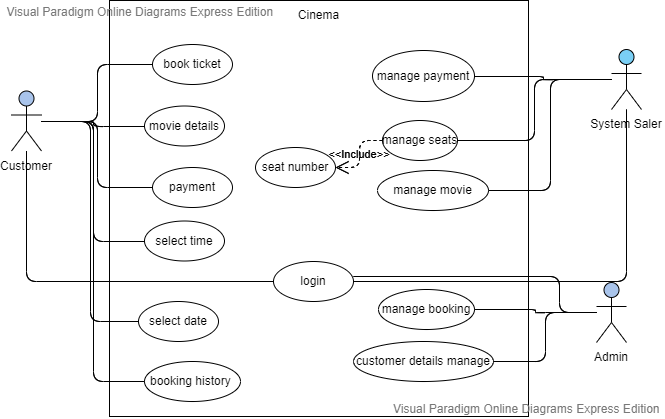 Visual Paradigm Online Diagrams Express Edition
Cinema
book ticket
manage payment
movie details
System Saler
manage seats
<<Include>>
Customer
seat number
payment
manage movie
select time
login
manage booking
select date
Admin
customer details manage
booking history
Visual Paradigm Online Diagrams Express Edition